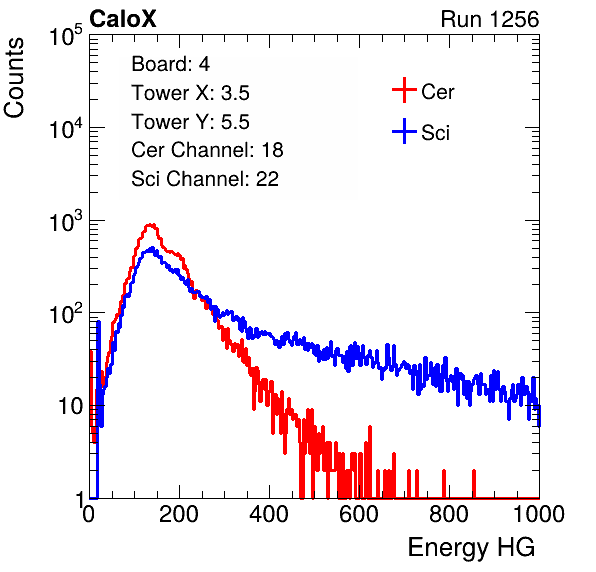 CaloX Run 1256
Counts
10^5
10^4
10^3
10^2
10
1
Board: 4
Tower X: 3.5
Tower Y: 5.5
Cer Channel: 18
Sci Channel: 22
Cer
Sci
0 200 400 600 800 1000
Energy HG